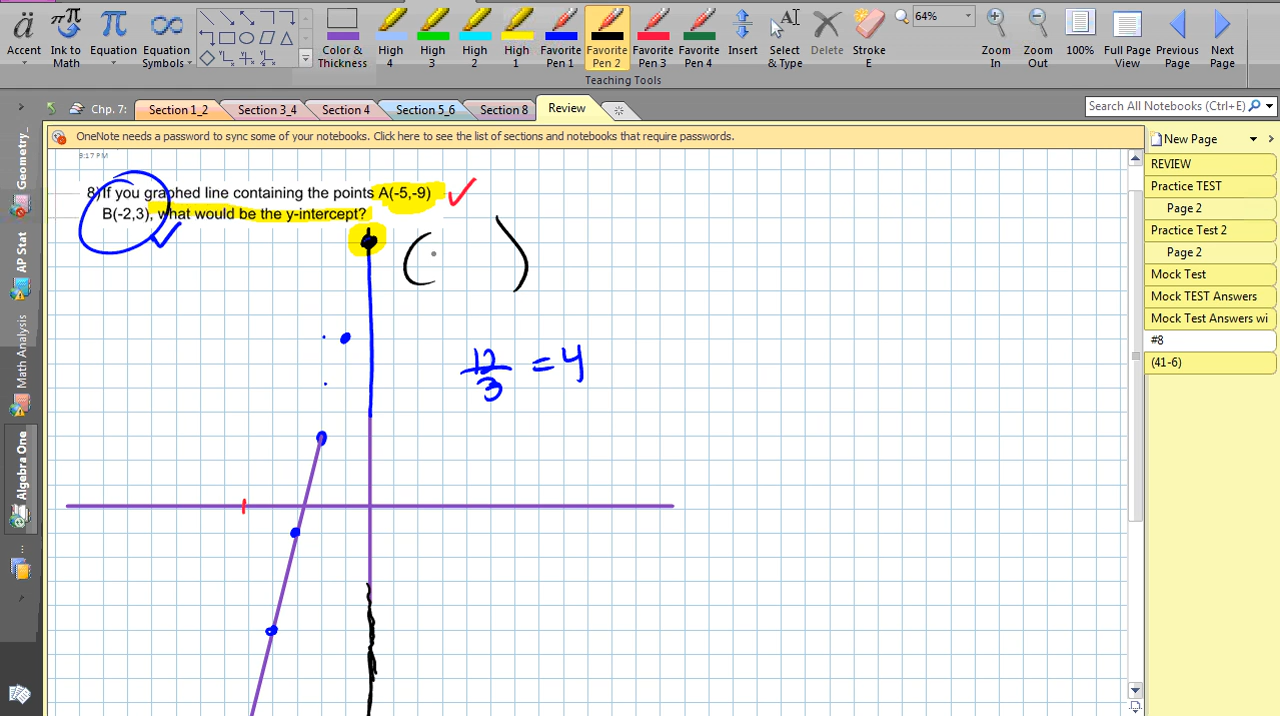 ä π/π π ∞ 64%
Accent Ink to Math Equation Equation Symbols Color & Thickness High 4 High 3 High 2 High 1 Favorite Pen 1 Favorite Pen 2 Favorite Pen 3 Favorite Pen 4 Insert Select & Type Delete Stroke E Zoom In Zoom Out 100% Full Page View Previous Page Next Page
Teaching Tools
Chp. 7: Section 1_2 Section 3_4 Section 4 Section 5_6 Section 8 Review Search All Notebooks (Ctrl+E)
OneNote needs a password to sync some of your notebooks. Click here to see the list of sections and notebooks that require passwords.
New Page
8:17 PM
8)If you graphed line containing the points A(-5,-9)
B(-2,3), what would be the y-intercept?
( )
12/3 = 4
REVIEW
Practice TEST
Page 2
Practice Test 2
Page 2
Mock Test
Mock TEST Answers
Mock Test Answers wi
#8
(41-6)
Geometry...
AP Stat
Math Analysis
Algebra One